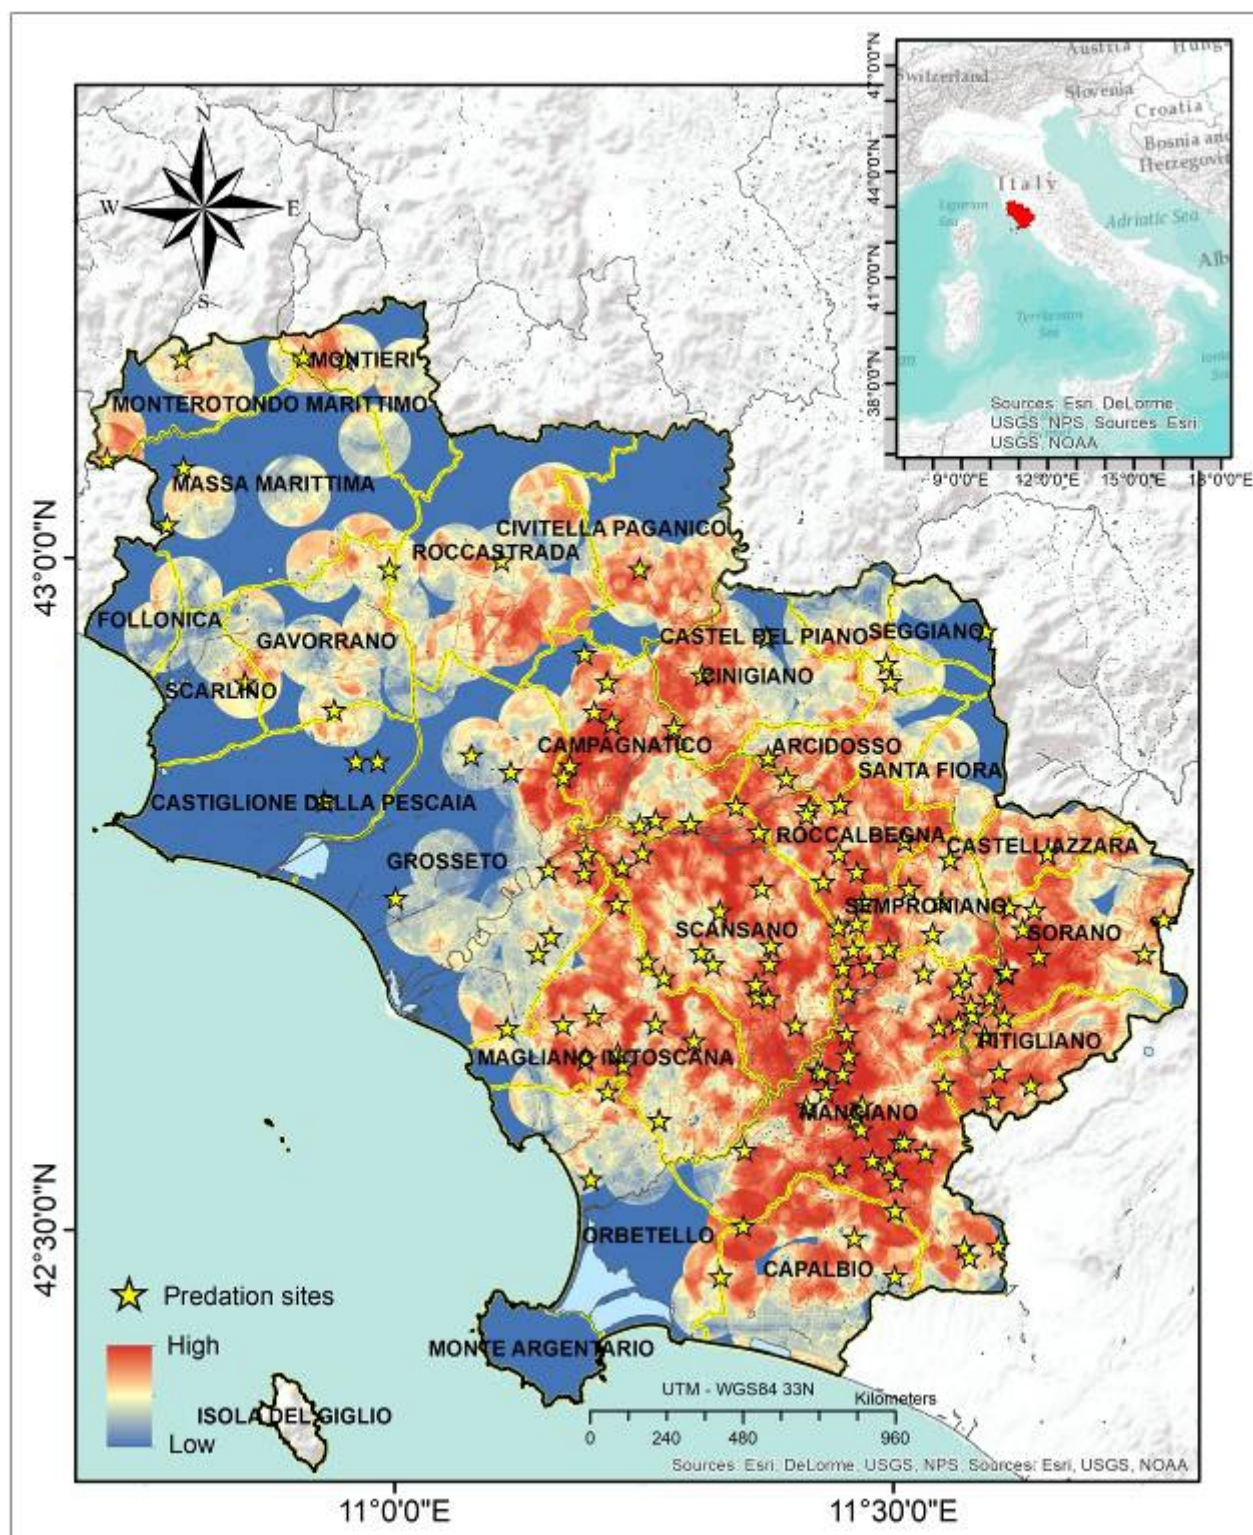 Austria
Hung
Switzerland
Slovenia
Croatia
Bosnia and
Herzegovin
Italy
Ligurian
Sea
Adriatic Sea
Alb
Tyrrhenian
Sea
Sources: Esri, DeLorme,
USGS, NPS, Sources: Esri,
USGS, NOAA
47°0'0"N
44°0'0"N
41°0'0"N
38°0'0"N
9°0'0"E
12°0'0"E
15°0'0"E
18°0'0"E
N
W
E
S
MONTIERI
MONTEROTONDO MARITTIMO
MASSA MARITTIMA
CIVITELLA PAGANICO
ROCCASTRADA
43°0'0"N
FOLLONICA
GAVORRANO
CASTEL DEL PIANO
SEGGIANO
SCARLINO
CINIGIANO
CAMPAGNATICO
ARCIDOSSO
SANTA FIORA
CASTIGLIONE DELLA PESCAIA
ROCCALBEGNA
CASTELL'AZZARA
GROSSETO
SEMPRONIANO
SCANSANO
SORANO
PITIGLIANO
MAGLIANO IN TOSCANA
MANCIANO
42°30'0"N
ORBETELLO
CAPALBIO
MONTE ARGENTARIO
ISOLA DEL GIGLIO
Predation sites
High
Low
UTM - WGS84 33N
Kilometers
0
240
480
960
Sources: Esri, DeLorme, USGS, NPS, Sources: Esri, USGS, NOAA
11°0'0"E
11°30'0"E